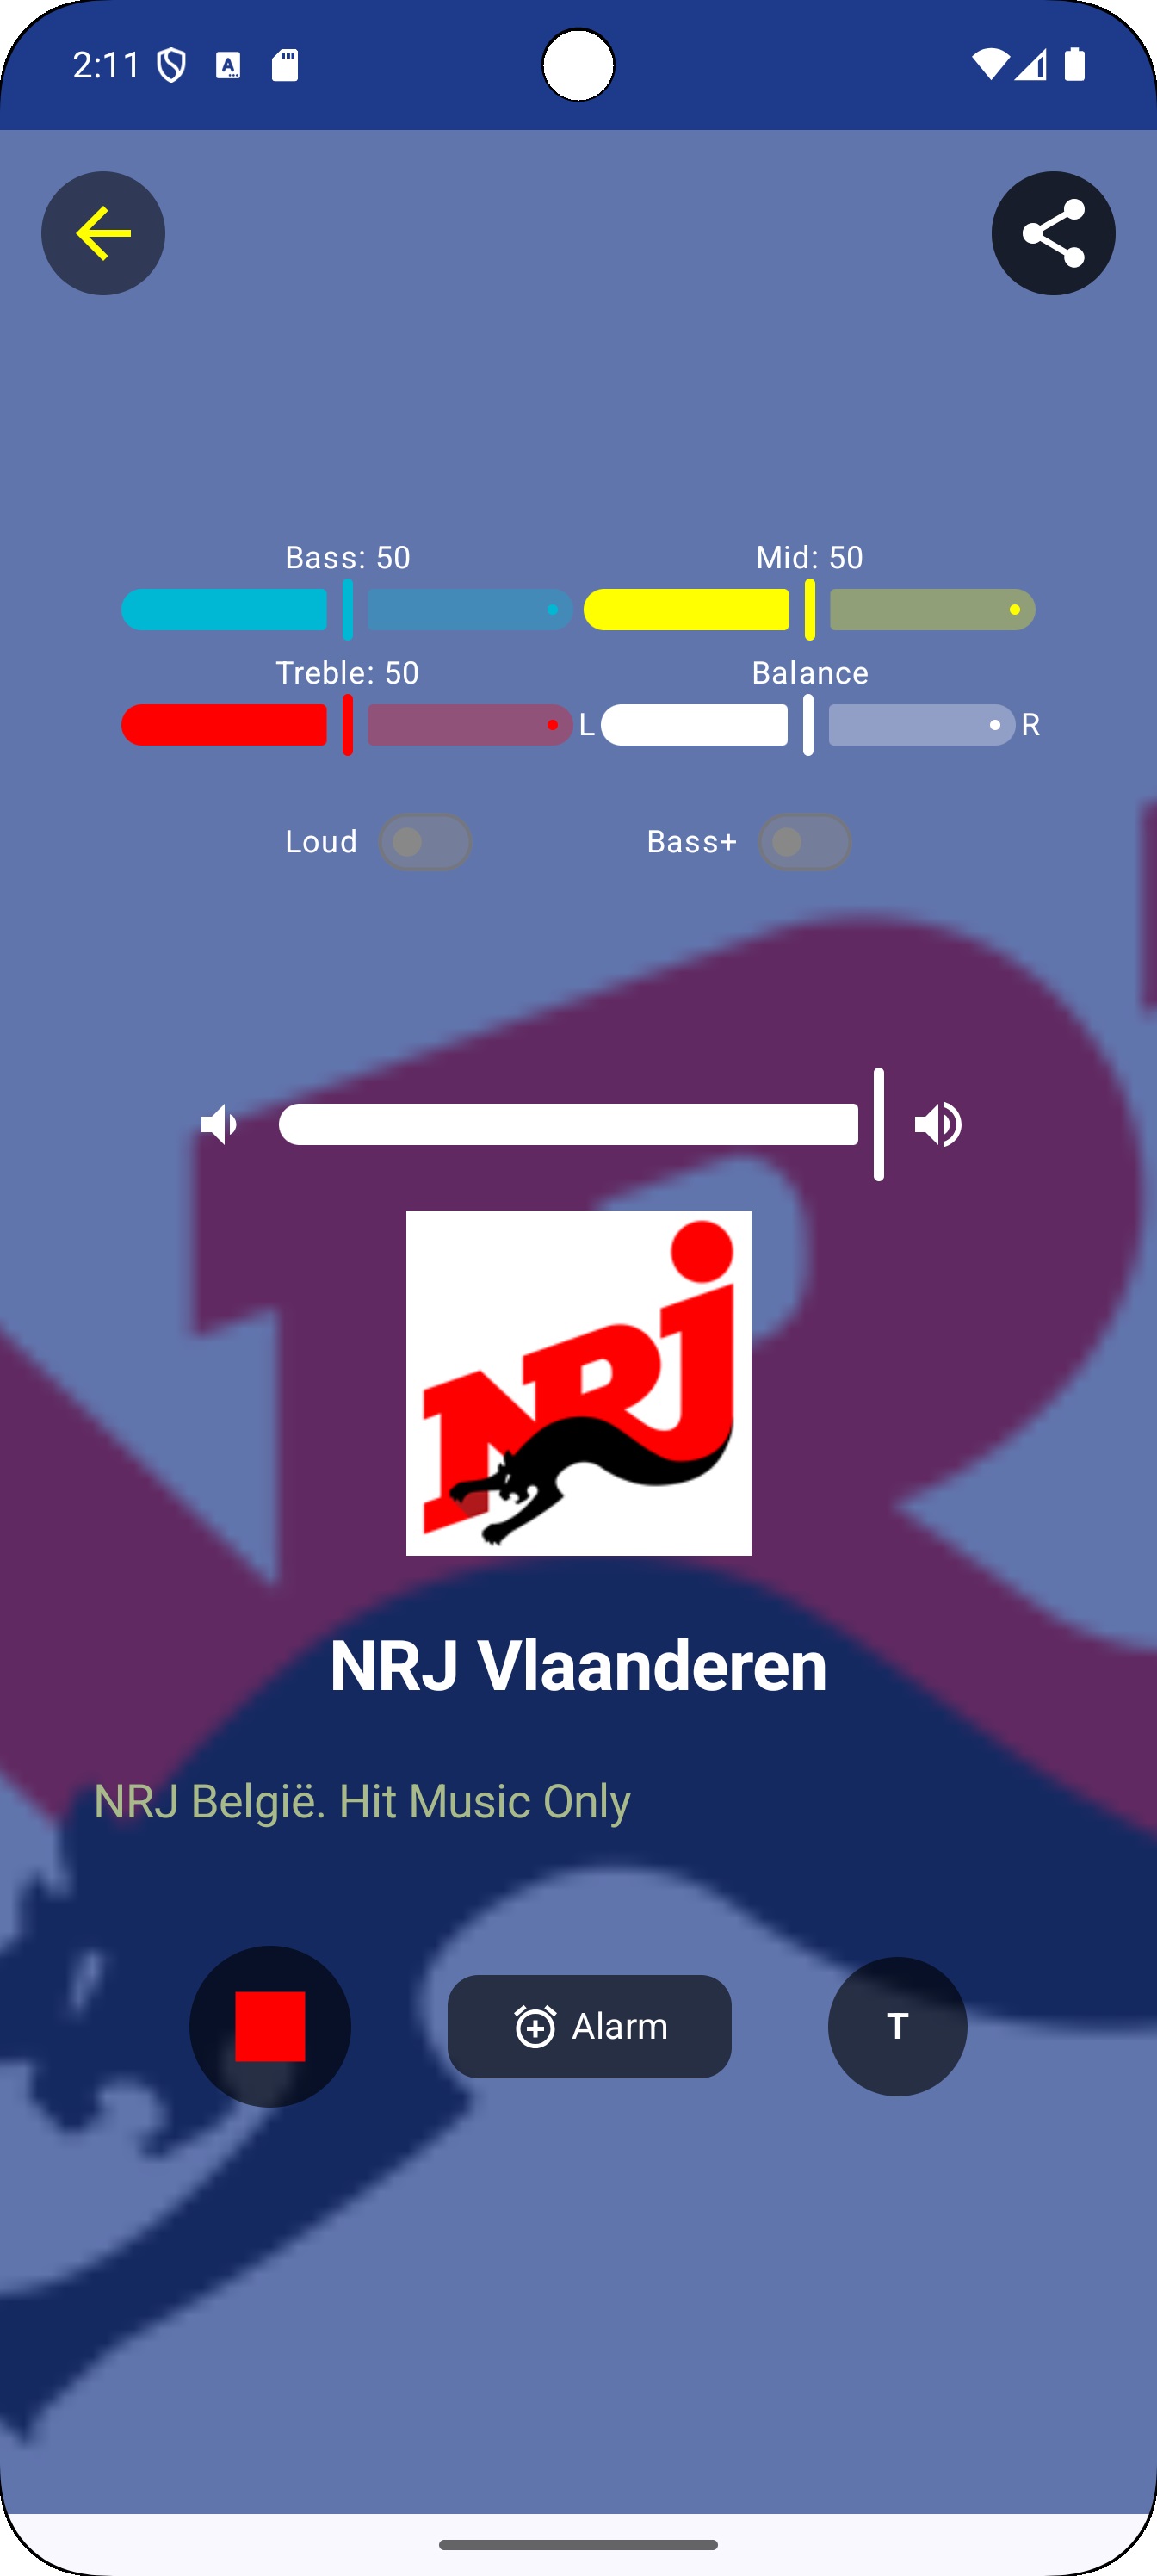 2:11
Bass: 50
Mid: 50
Treble: 50
Balance
L
R
Loud
Bass+
NRJ
NRJ Vlaanderen
NRJ België. Hit Music Only
Alarm
T